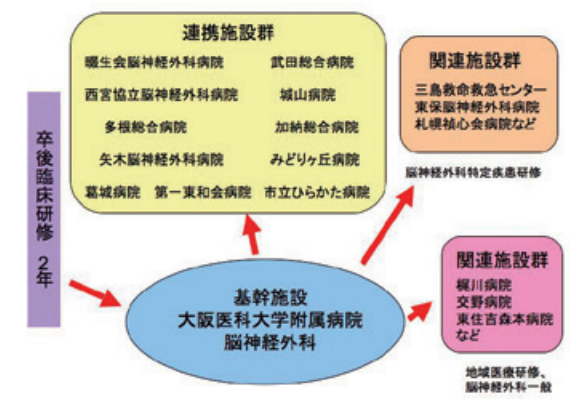 卒後臨床研修 2年
連携施設群
畷生会脳神経外科病院 武田総合病院
西宮協立脳神経外科病院 城山病院
多根総合病院 加納総合病院
矢木脳神経外科病院 みどりヶ丘病院
葛城病院 第一東和会病院 市立ひらかた病院
関連施設群
三島救命救急センター
東保脳神経外科病院
札幌禎心会病院など
脳神経外科特定疾患研修
基幹施設
大阪医科大学附属病院
脳神経外科
関連施設群
梶川病院
交野病院
東住吉森本病院
など
地域医療研修、
脳神経外科一般